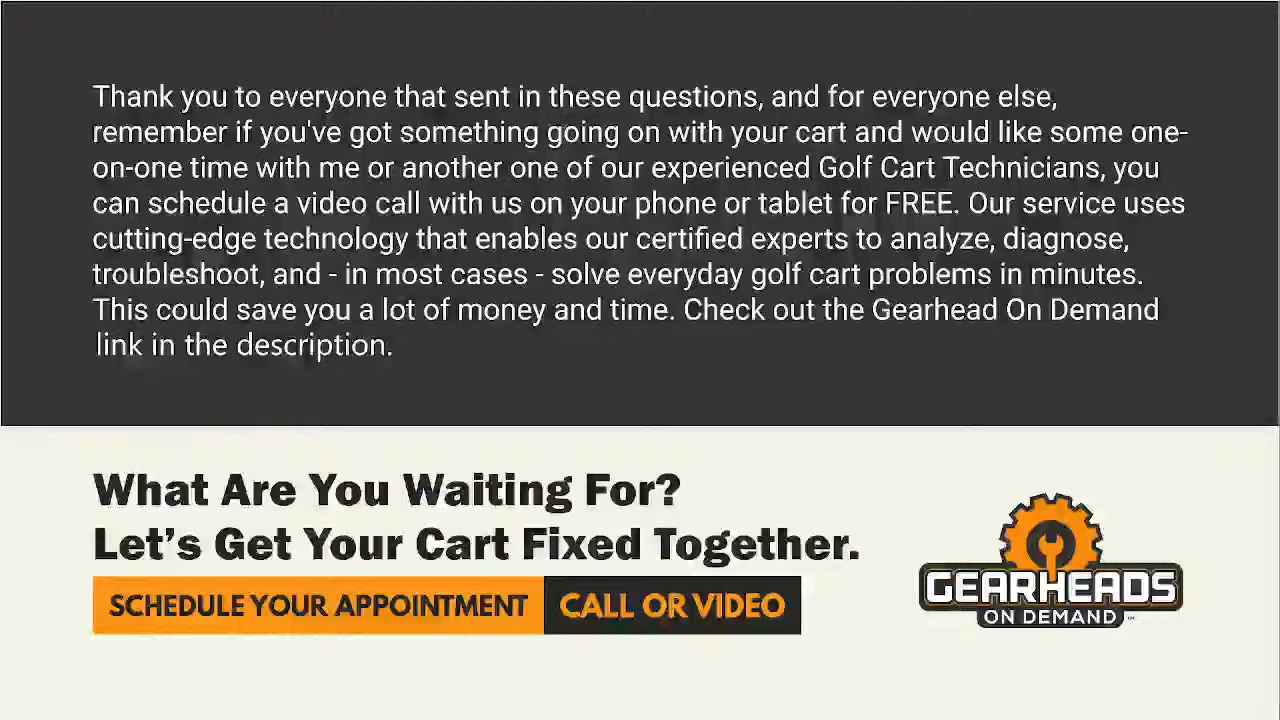 Thank you to everyone that sent in these questions, and for everyone else,
remember if you've got something going on with your cart and would like some one-
on-one time with me or another one of our experienced Golf Cart Technicians, you
can schedule a video call with us on your phone or tablet for FREE. Our service uses
cutting-edge technology that enables our certified experts to analyze, diagnose,
troubleshoot, and - in most cases - solve everyday golf cart problems in minutes.
This could save you a lot of money and time. Check out the Gearhead On Demand
link in the description.
What Are You Waiting For?
Let’s Get Your Cart Fixed Together.
SCHEDULE YOUR APPOINTMENT CALL OR VIDEO
GEARHEADS
ON DEMAND ™